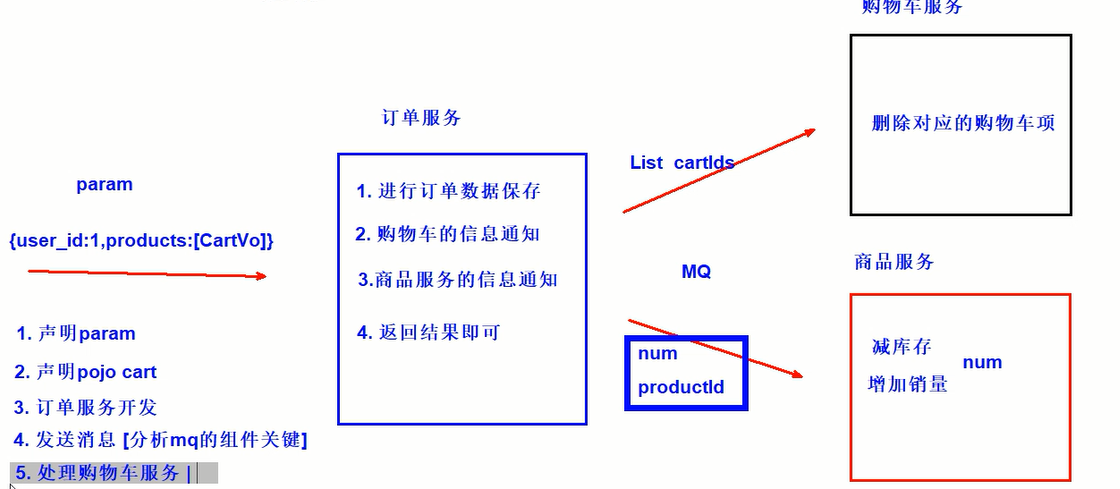 购物车服务
订单服务
param
{user_id:1,products:[CartVo]}
1. 声明param
2. 声明pojo cart
3. 订单服务开发
4. 发送消息 [分析mq的组件关键]
5. 处理购物车服务 |
1. 进行订单数据保存
2. 购物车的信息通知
3.商品服务的信息通知
4. 返回结果即可
List cartIds
MQ
num
productId
删除对应的购物车项
商品服务
减库存
num
增加销量